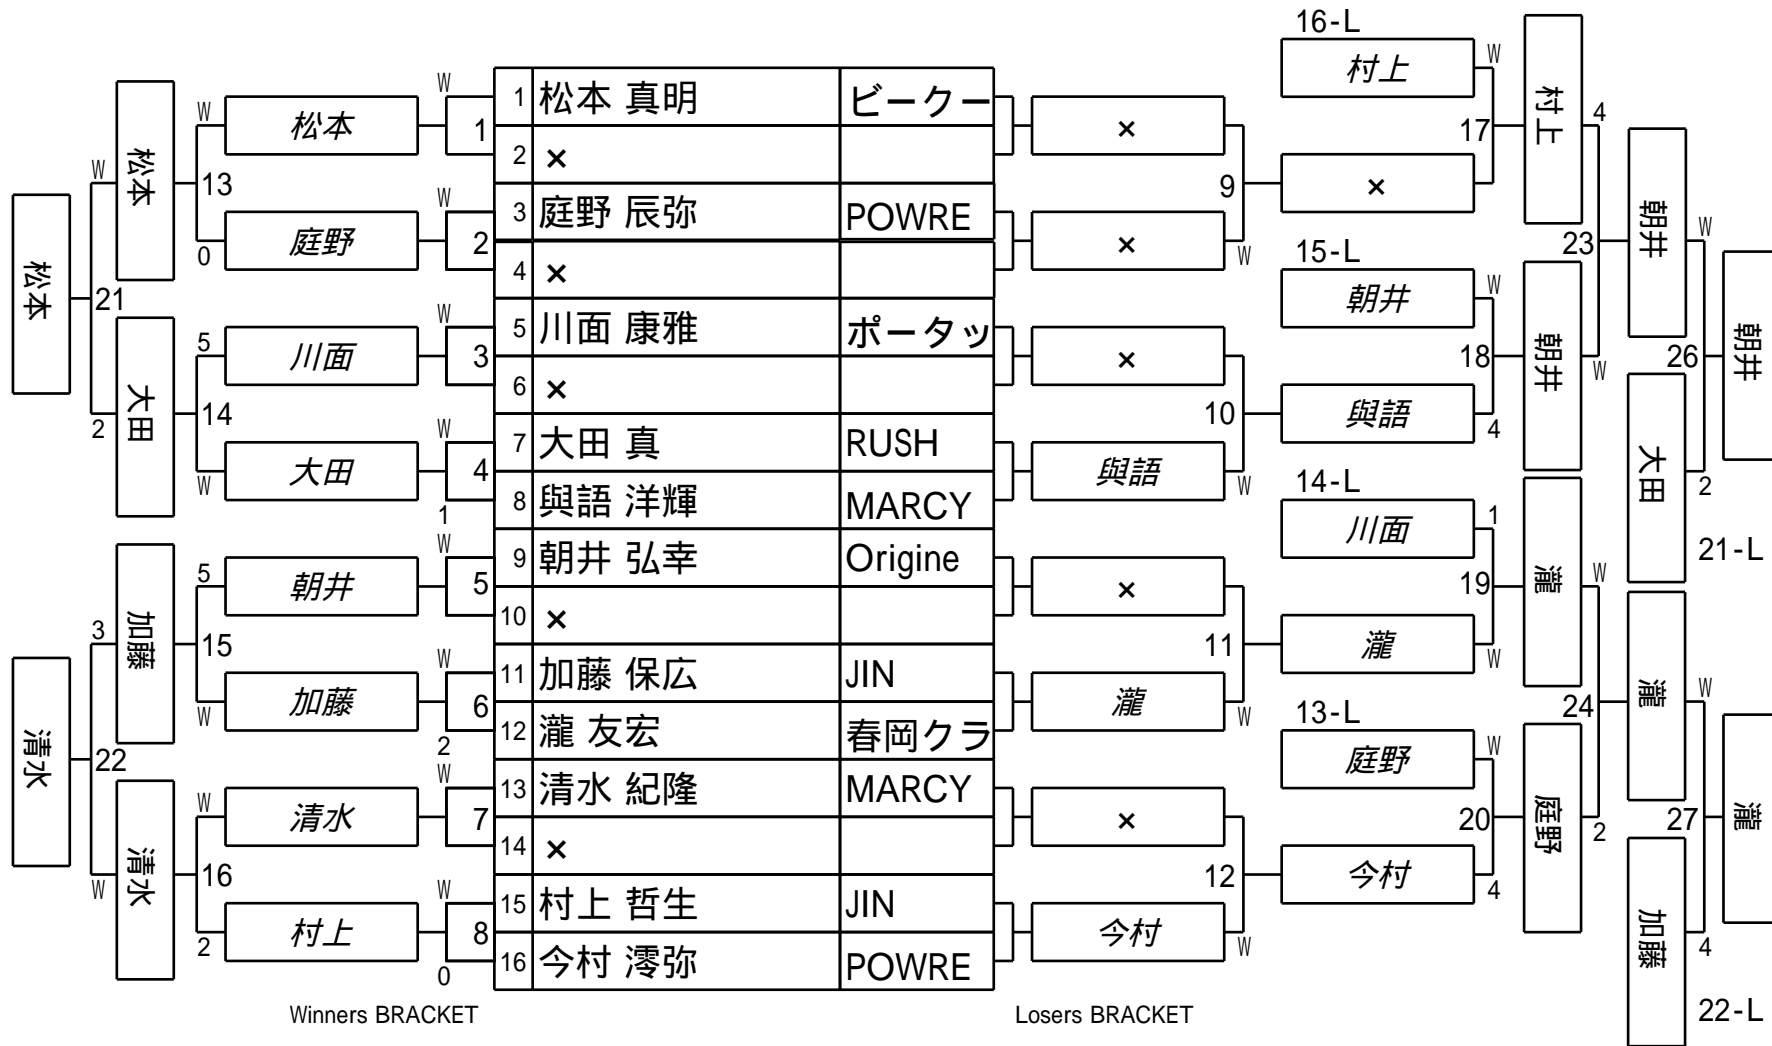 16-L
村上
W
17
×
村上
4
23
15-L
朝井
W
18
與語
4
朝井
W
朝井
W
26
大田
2
21-L
朝井
14-L
川面
1
19
瀧
W
瀧
W
24
13-L
庭野
W
20
今村
4
庭野
2
瀧
W
27
加藤
4
22-L
瀧
松本
21
W
松本
2
大田
13
W
松本
0
庭野
14
5
川面
W
大田
清水
22
3
加藤
W
清水
15
5
朝井
W
加藤
16
W
清水
2
村上
W
1
W
2
W
3
W
4
1
W
5
W
6
2
W
7
W
8
0
1 松本 真明 ビークー
2 ×
3 庭野 辰弥 POWRE
4 ×
5 川面 康雅 ポータッ
6 ×
7 大田 真 RUSH
8 與語 洋輝 MARCY
9 朝井 弘幸 Origine
10 ×
11 加藤 保広 JIN
12 瀧 友宏 春岡クラ
13 清水 紀隆 MARCY
14 ×
15 村上 哲生 JIN
16 今村 澪弥 POWRE
×
9
×
W
×
10
與語
W
×
11
瀧
W
×
12
今村
W
Winners BRACKET
Losers BRACKET